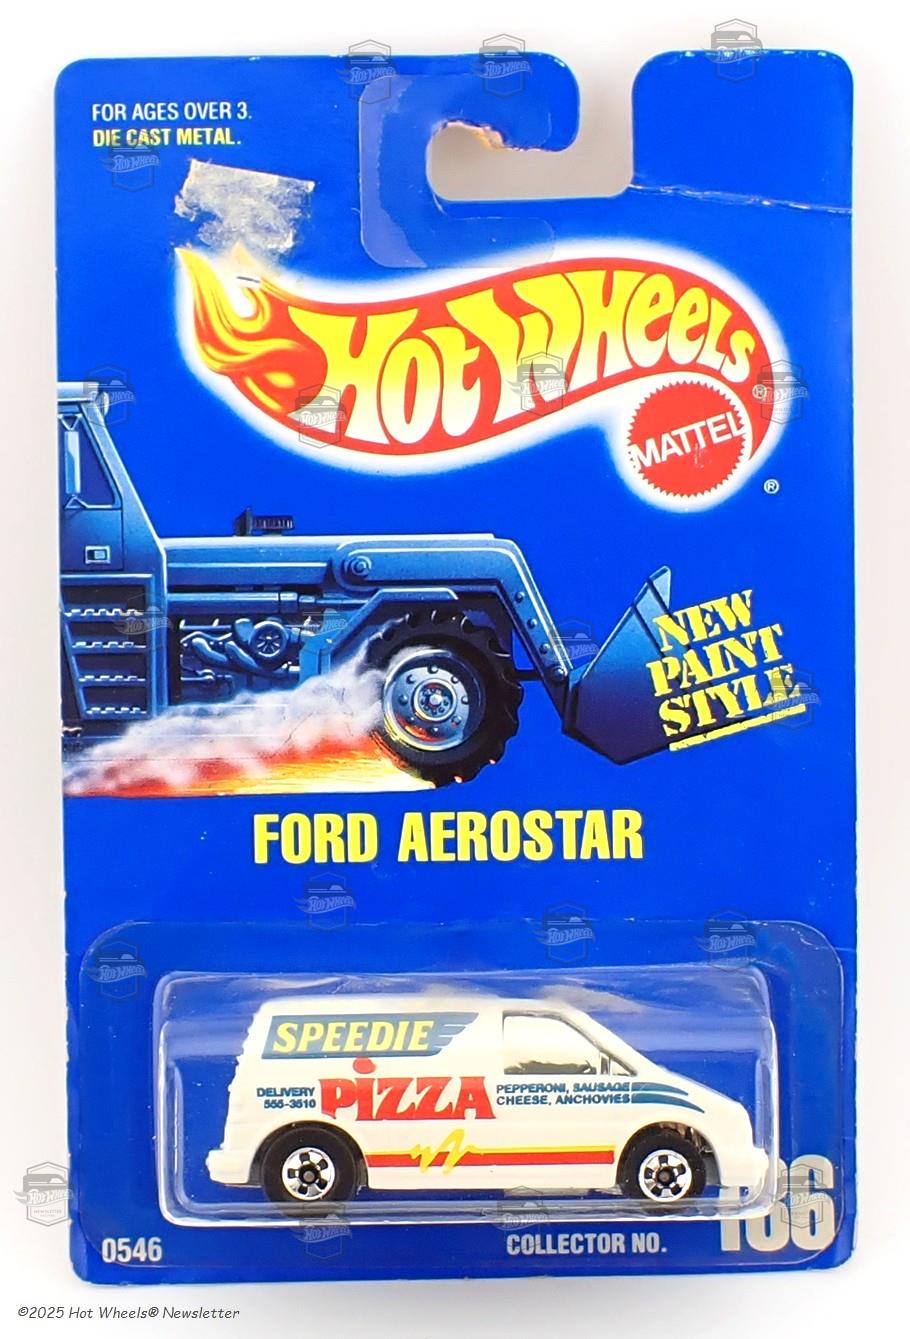 FOR AGES OVER 3.
DIE CAST METAL.
HOT WHEELS
®
MATTEL
®
NEW
PAINT
STYLE
FORD AEROSTAR
SPEEDIE
PIZZA
DELIVERY
555-3510
PEPPERONI, SAUSAGE
CHEESE, ANCHOVIES
0546
COLLECTOR NO.
©2025 Hot Wheels® Newsletter